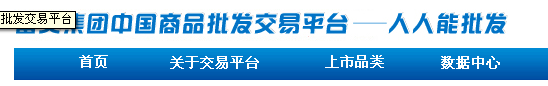 批发交易平台
集团中国商品批发交易平台——人人能批发
首页 关于交易平台 上市品类 数据中心